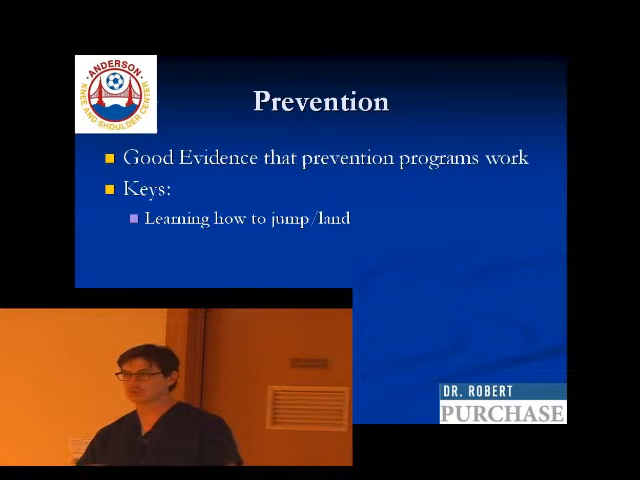 ANDERSON
KNEE AND SHOULDER CENTER
Prevention
Good Evidence that prevention programs work
Keys:
Learning how to jump/land
DR. ROBERT
PURCHASE